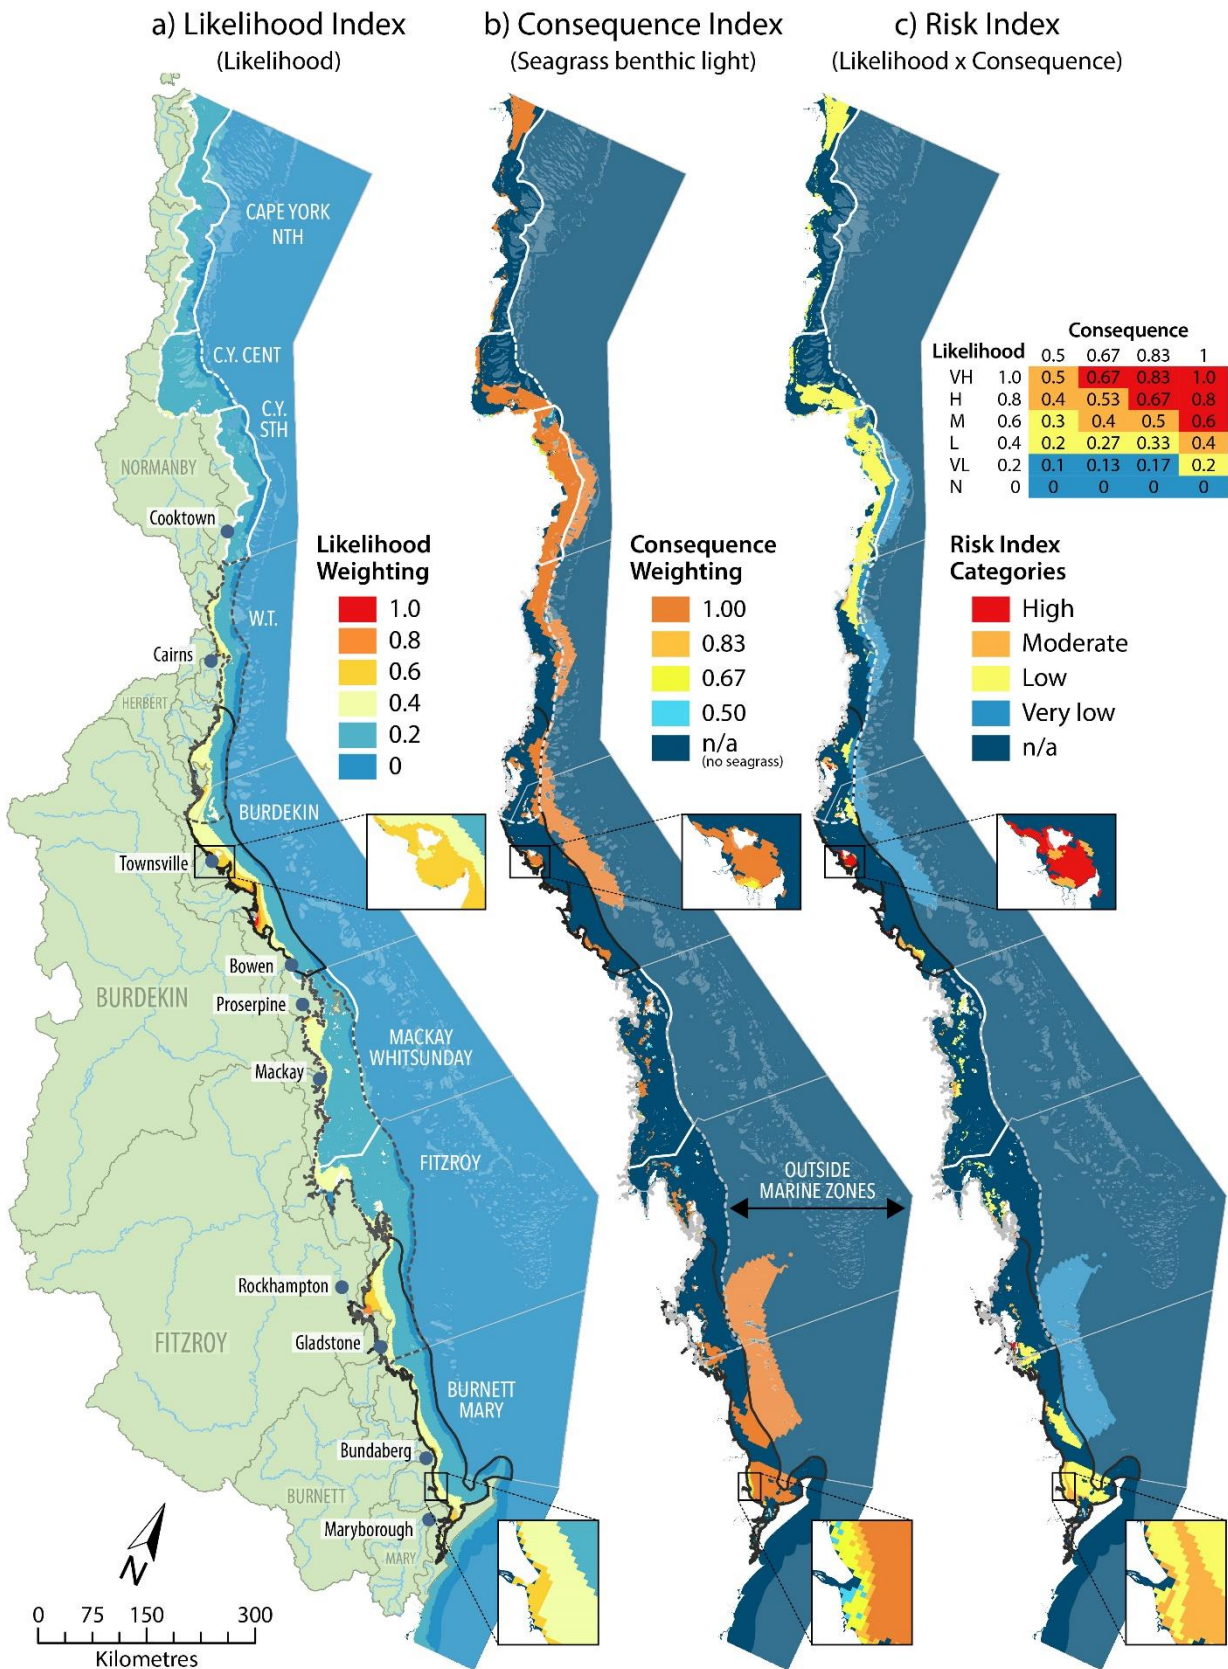 a) Likelihood Index
(Likelihood)
b) Consequence Index
(Seagrass benthic light)
c) Risk Index
(Likelihood x Consequence)
CAPE YORK
NTH
C.Y. CENT
C.Y.
STH
NORMANBY
Cooktown
W.T.
Cairns
HERBERT
BURDEKIN
Townsville
Bowen
BURDEKIN
Proserpine
MACKAY
WHITSUNDAY
Mackay
FITZROY
Rockhampton
FITZROY
Gladstone
BURNETT
MARY
Bundaberg
BURNETT
Maryborough
MARY
N
0 75 150 300
Kilometres
Likelihood
Weighting
1.0
0.8
0.6
0.4
0.2
0
Consequence
Weighting
1.00
0.83
0.67
0.50
n/a
(no seagrass)
OUTSIDE
MARINE ZONES
Consequence
Likelihood 0.5 0.67 0.83 1
VH 1.0 0.5 0.67 0.83 1.0
H 0.8 0.4 0.53 0.67 0.8
M 0.6 0.3 0.4 0.5 0.6
L 0.4 0.2 0.27 0.33 0.4
VL 0.2 0.1 0.13 0.17 0.2
N 0 0 0 0 0
Risk Index
Categories
High
Moderate
Low
Very low
n/a